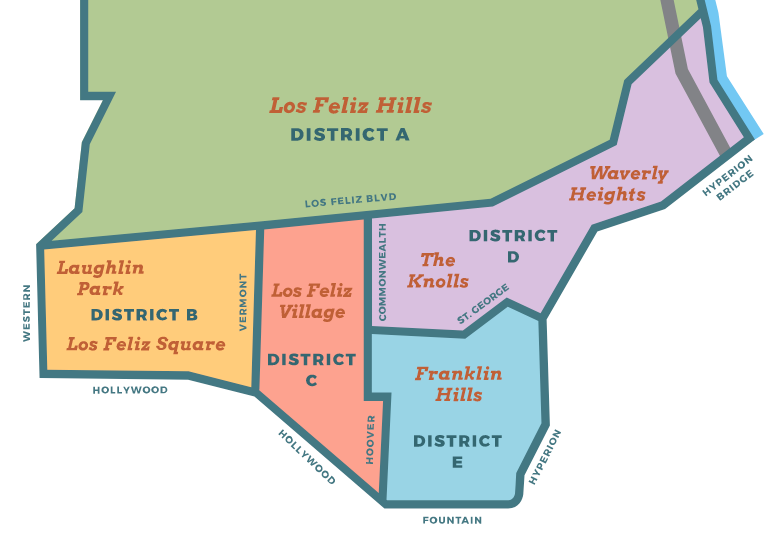 Los Feliz Hills
DISTRICT A
LOS FELIZ BLVD
Waverly
Heights
HYPERION
BRIDGE
DISTRICT
D
The
Knolls
COMMONWEALTH
ST. GEORGE
Laughlin
Park
DISTRICT B
Los Feliz Square
WESTERN
VERMONT
HOLLYWOOD
Los Feliz
Village
DISTRICT
C
HOLLYWOOD
HOOVER
Franklin
Hills
DISTRICT
E
HYPERION
FOUNTAIN